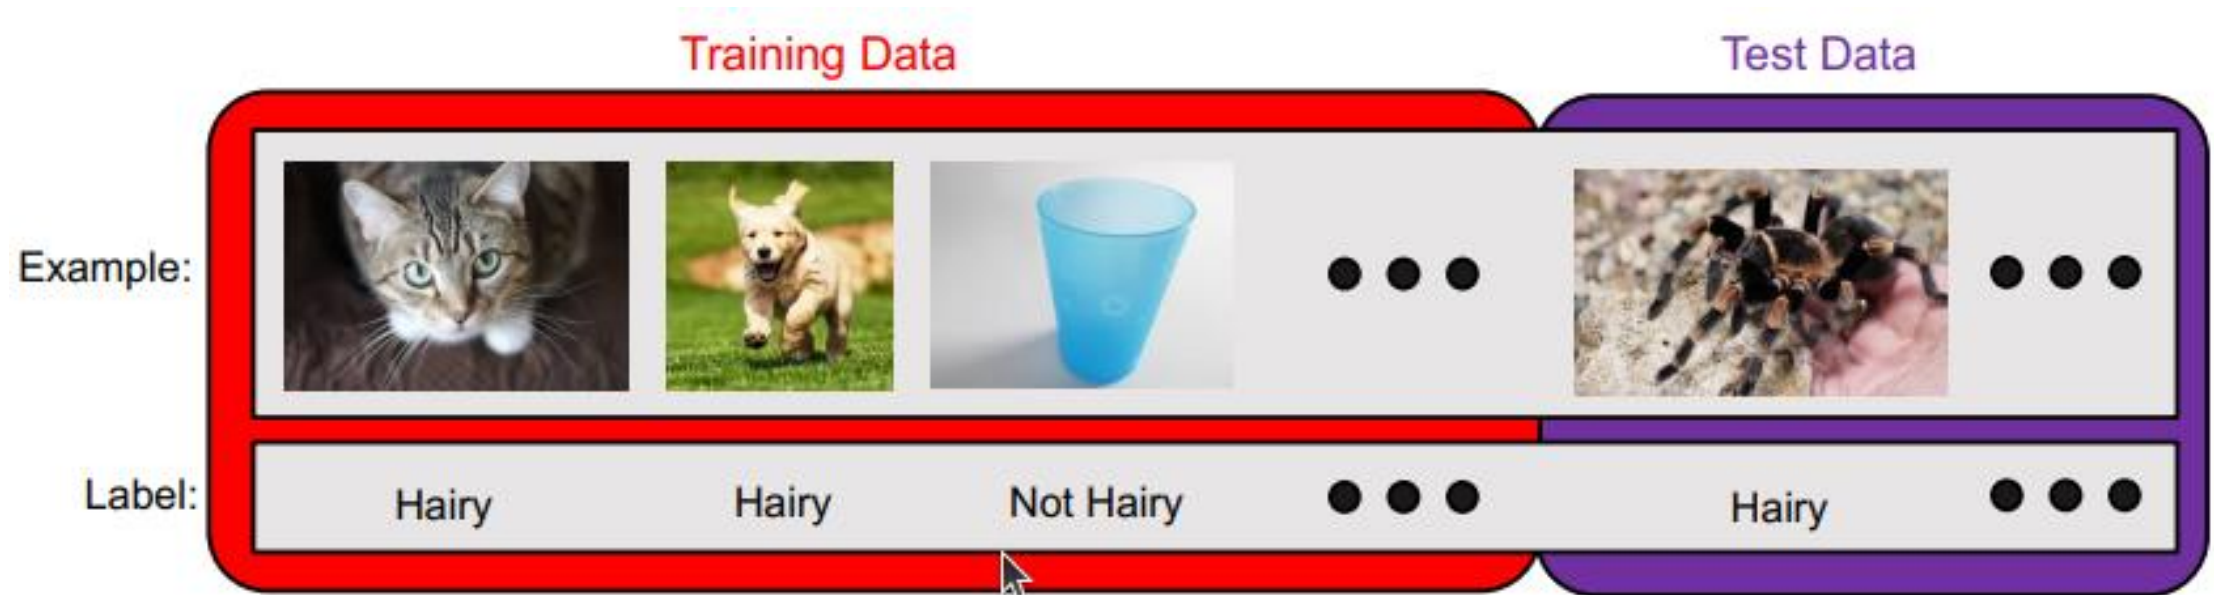 Training Data
Test Data
Example:
Label:
Hairy
Hairy
Not Hairy
Hairy